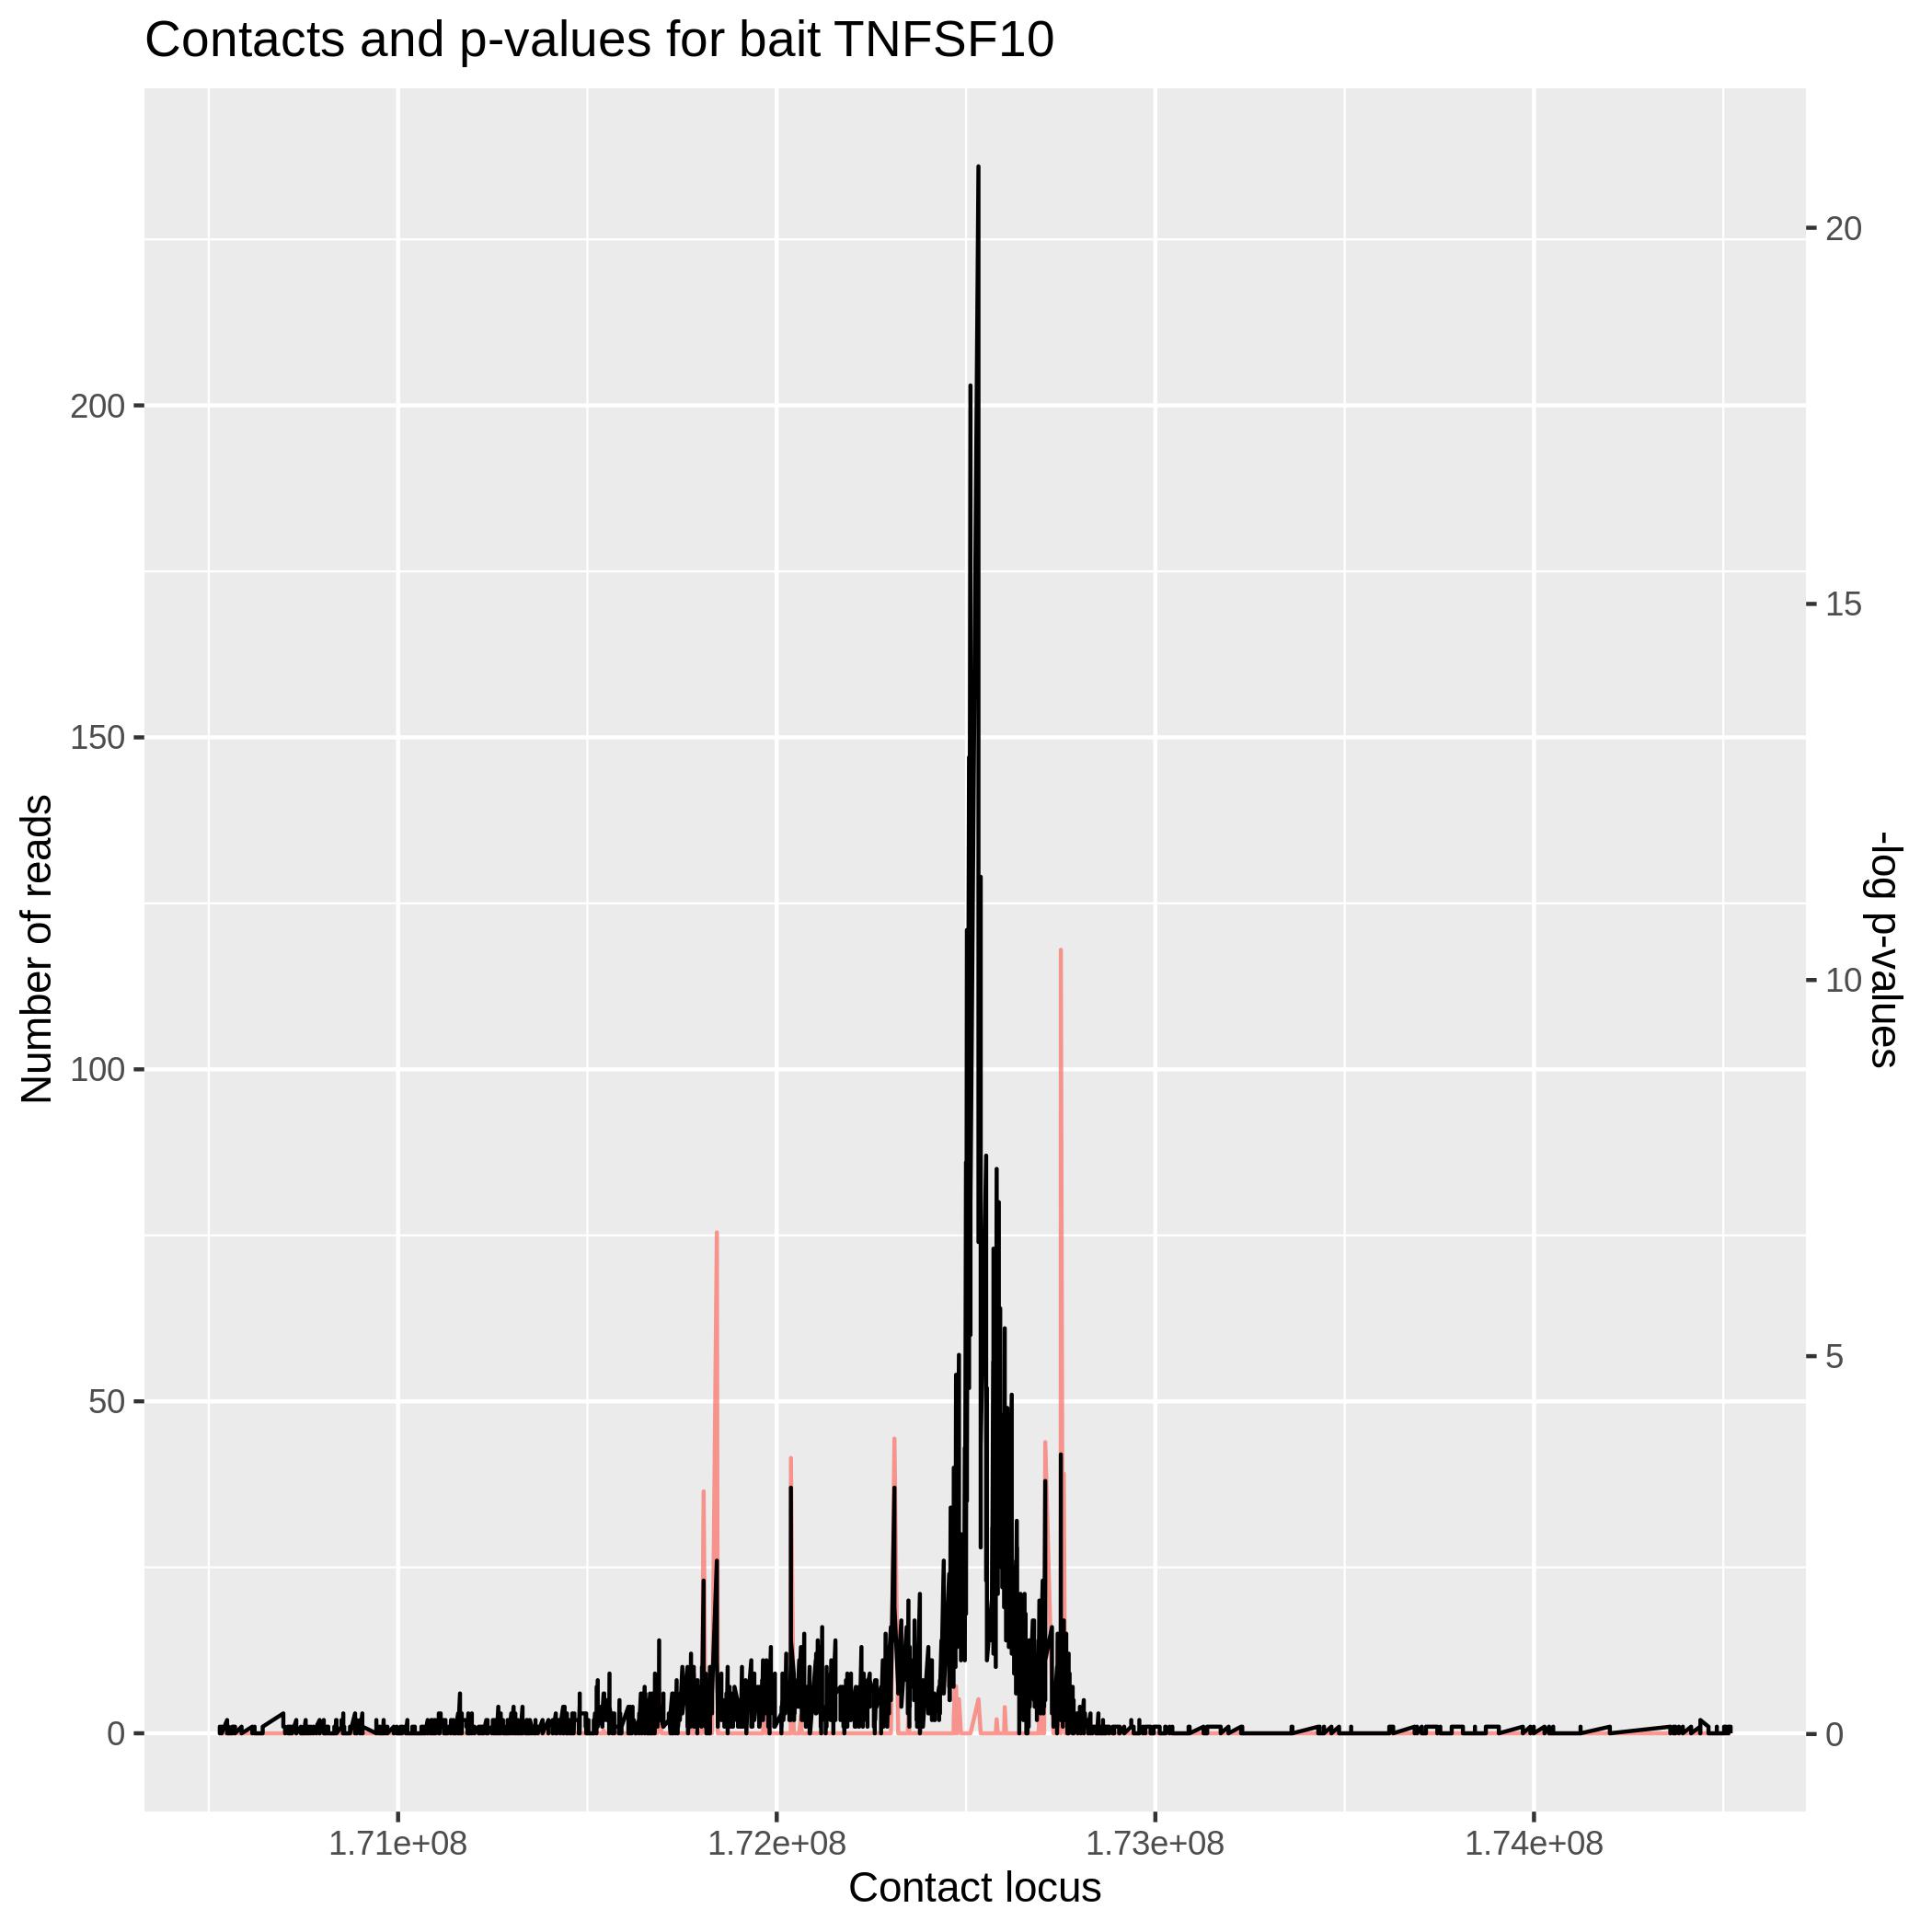 Contacts and p-values for bait TNFSF10
Number of reads
200
150
100
50
0
20
15
10
5
0
-log p-values
1.71e+08
1.72e+08
1.73e+08
1.74e+08
Contact locus